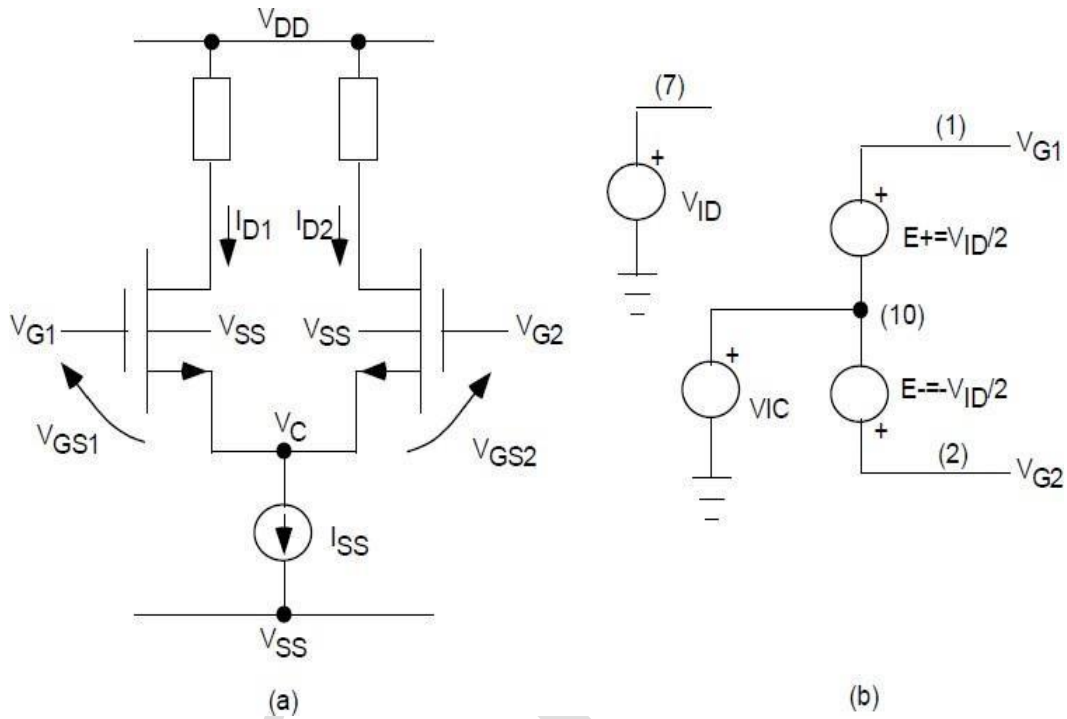 VDD
ID1
ID2
VG1
VSS
VSS
VG2
VGS1
VC
VGS2
ISS
VSS
(a)
(7)
+
VID
(1)
VG1
+
E+=VID/2
(10)
+
VIC
E-=-VID/2
+
(2)
VG2
(b)